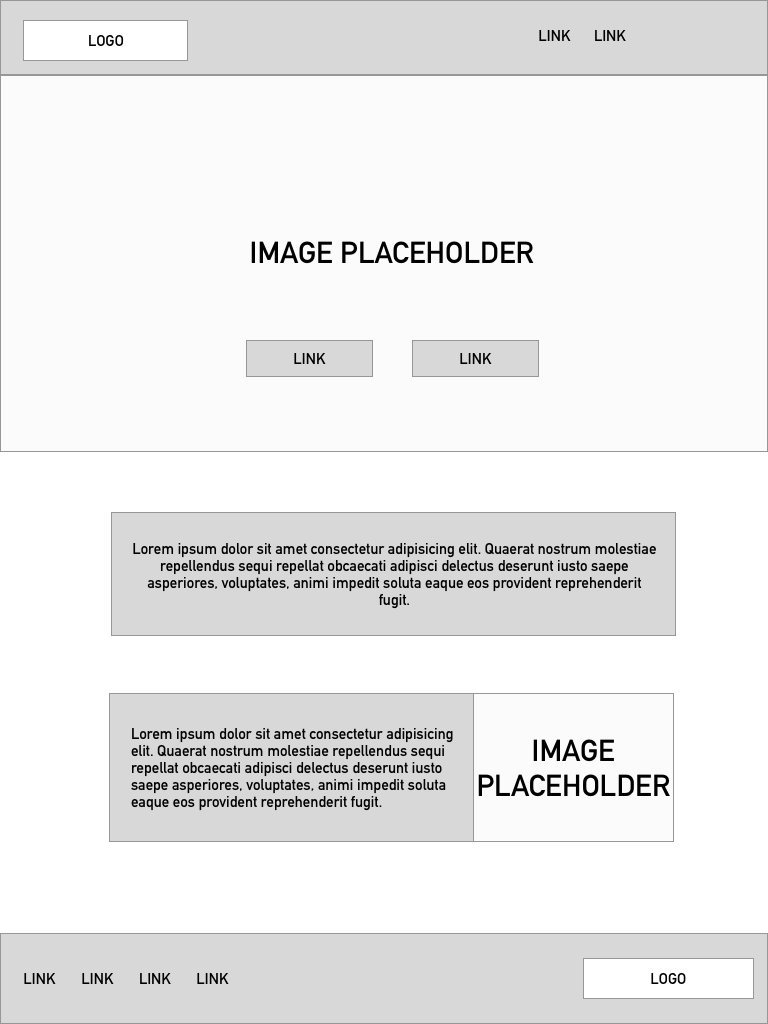 LOGO
LINK LINK
IMAGE PLACEHOLDER
LINK LINK
Lorem ipsum dolor sit amet consectetur adipisicing elit. Quaerat nostrum molestiae
repellendus sequi repellat obcaecati adipisci delectus deserunt iusto saepe
asperiores, voluptates, animi impedit soluta eaque eos provident reprehenderit
fugit.
Lorem ipsum dolor sit amet consectetur adipisicing
elit. Quaerat nostrum molestiae repellendus sequi
repellat obcaecati adipisci delectus deserunt iusto
saepe asperiores, voluptates, animi impedit soluta
eaque eos provident reprehenderit fugit.
IMAGE
PLACEHOLDER
LINK LINK LINK LINK
LOGO